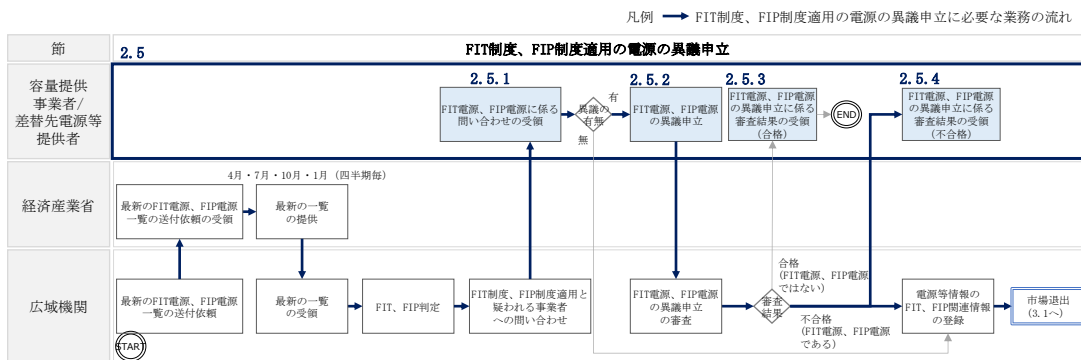 凡例 FIT制度、FIP制度適用の電源の異議申立に必要な業務の流れ
節
2.5
FIT制度、FIP制度適用の電源の異議申立
容量提供
事業者/
差替先電源等
提供者
2.5.1
FIT電源、FIP電源に係る
問い合わせの受領
異議の
有無
有
無
2.5.2
FIT電源、FIP電源
の異議申立
2.5.3
FIT電源、FIP電源
の異議申立に係る
審査結果の受領
(合格)
END
2.5.4
FIT電源、FIP電源
の異議申立に係る
審査結果の受領
(不合格)
経済産業省
4月・7月・10月・1月 (四半期毎)
最新のFIT電源、FIP電源
一覧の送付依頼の受領
最新の一覧
の提供
広域機関
最新のFIT電源、FIP電源
一覧の送付依頼
START
最新の一覧
の受領
FIT、FIP判定
FIT制度、FIP制度適用と
疑われる事業者
への問い合わせ
FIT電源、FIP電源
の異議申立
の審査
審査
結果
合格
(FIT電源、FIP電源
ではない)
不合格
(FIT電源、FIP電源
である)
電源等情報の
FIT、FIP関連情報
の登録
市場退出
(3.1へ)